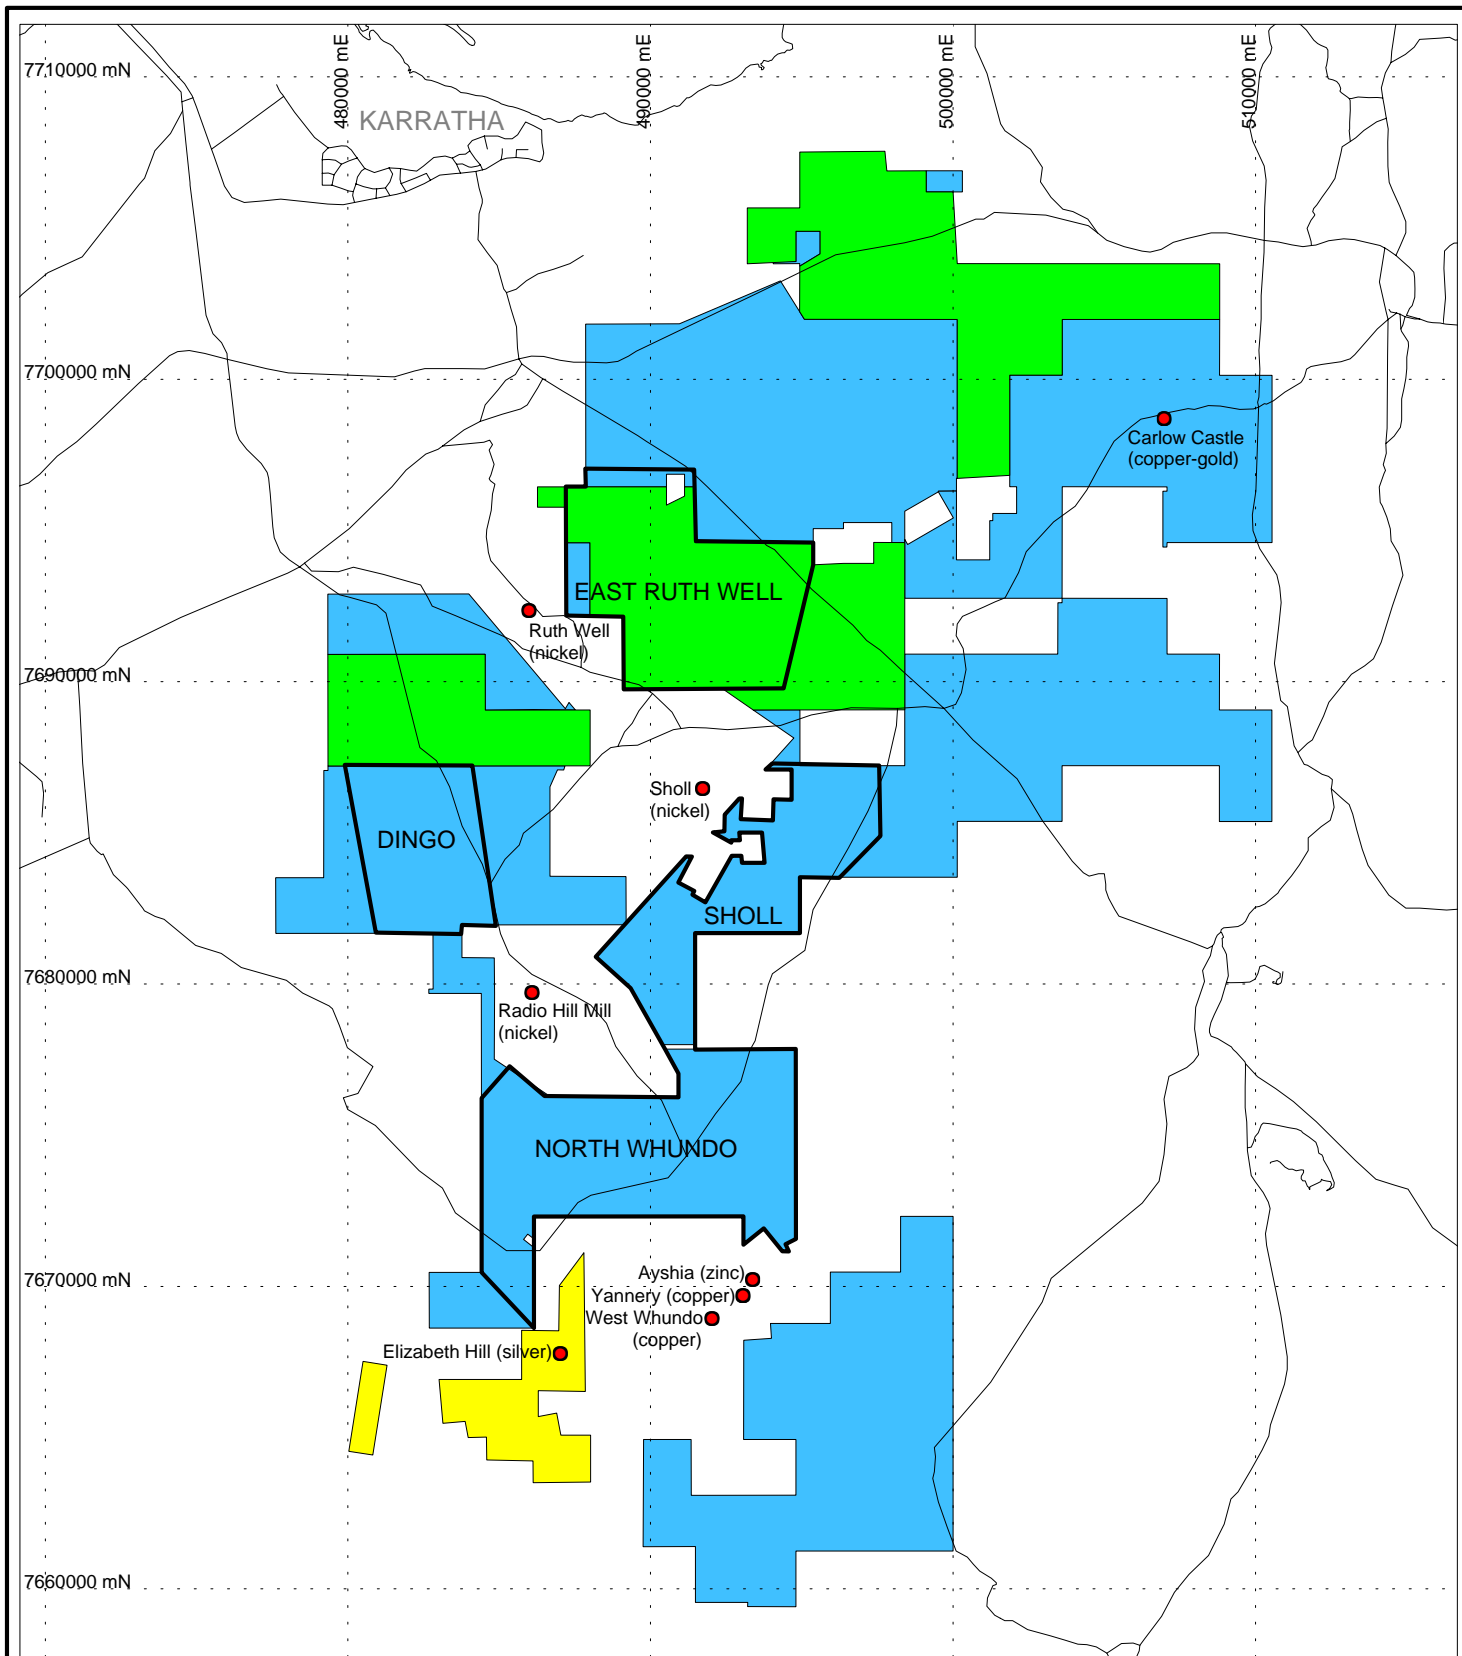 480000 mE
490000 mE
500000 mE
510000 mE
7710000 mN
KARRATHA
7700000 mN
Carlow Castle
(copper-gold)
EAST RUTH WELL
Ruth Well
(nickel)
7690000 mN
Sholl
(nickel)
DINGO
SHOLL
7680000 mN
Radio Hill Mill
(nickel)
NORTH WHUNDO
Ayshia (zinc)
7670000 mN
Yannery (copper)
West Whundo
(copper)
Elizabeth Hill (silver)
7660000 mN